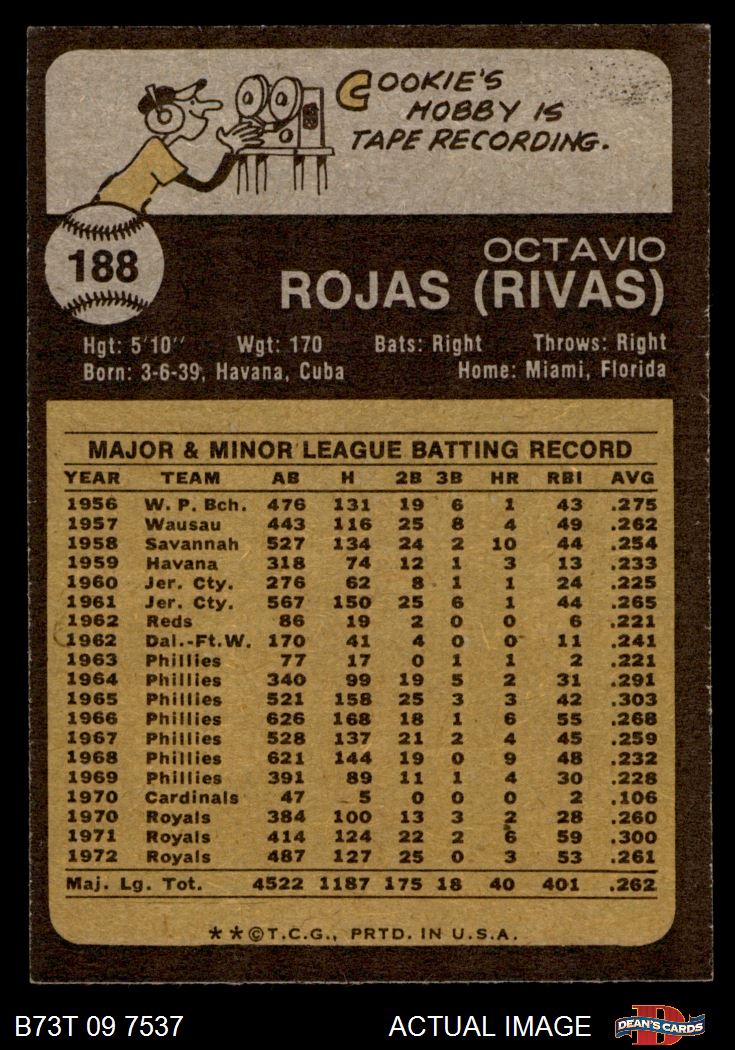 COOKIE'S
HOBBY IS
TAPE RECORDING.
188
OCTAVIO
ROJAS (RIVAS)
Hgt: 5'10" Wgt: 170 Bats: Right Throws: Right
Born: 3-6-39, Havana, Cuba Home: Miami, Florida
MAJOR & MINOR LEAGUE BATTING RECORD
YEAR TEAM AB H 2B 3B HR RBI AVG
1956 W. P. Bch. 476 131 19 6 1 43 .275
1957 Wausau 443 116 25 8 4 49 .262
1958 Savannah 527 134 24 2 10 44 .254
1959 Havana 318 74 12 1 3 13 .233
1960 Jer. Cty. 276 62 8 1 1 24 .225
1961 Jer. Cty. 567 150 25 6 1 44 .265
1962 Reds 86 19 2 0 0 6 .221
1962 Dal.-Ft.W. 170 41 4 0 0 11 .241
1963 Phillies 77 17 0 1 1 2 .221
1964 Phillies 340 99 19 5 2 31 .291
1965 Phillies 521 158 25 3 3 42 .303
1966 Phillies 626 168 18 1 6 55 .268
1967 Phillies 528 137 21 2 4 45 .259
1968 Phillies 621 144 19 0 9 48 .232
1969 Phillies 391 89 11 1 4 30 .228
1970 Cardinals 47 5 0 0 0 2 .106
1970 Royals 384 100 13 3 2 28 .260
1971 Royals 414 124 22 2 6 59 .300
1972 Royals 487 127 25 0 3 53 .261
Maj. Lg. Tot. 4522 1187 175 18 40 401 .262
**©T.C.G., PRTD. IN U.S.A.
B73T 09 7537 ACTUAL IMAGE DEAN'S CARDS